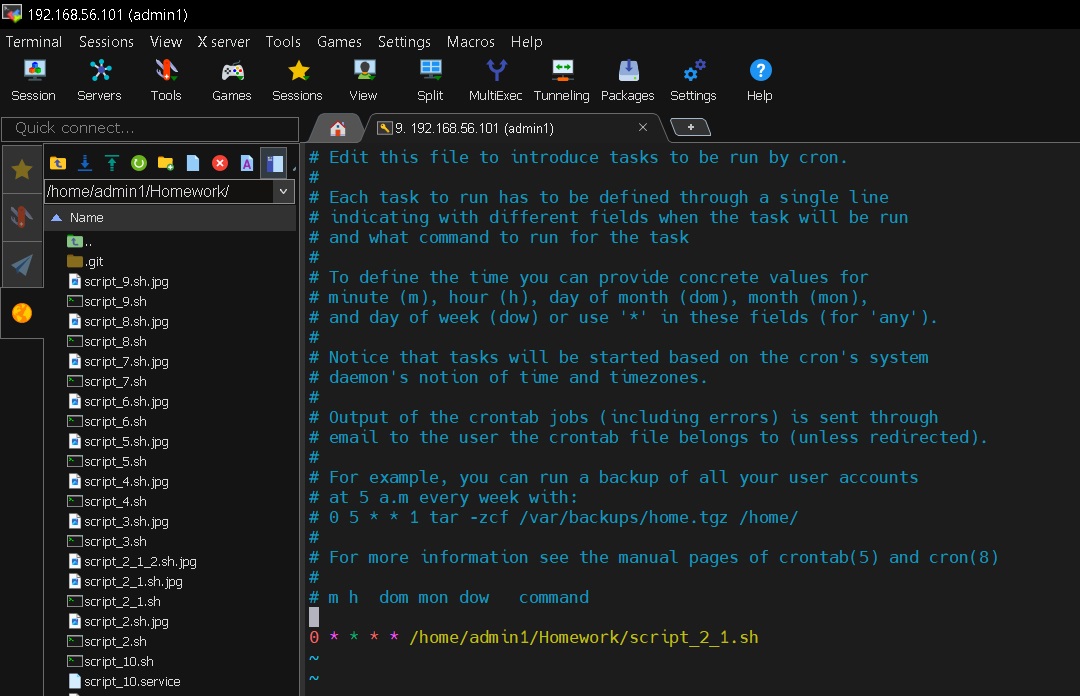 192.168.56.101 (admin1)
Terminal Sessions View X server Tools Games Settings Macros Help
Session Servers Tools Games Sessions View Split MultiExec Tunneling Packages Settings Help
Quick connect...
9. 192.168.56.101 (admin1)
/home/admin1/Homework/
Name
..
.git
script_9.sh.jpg
script_9.sh
script_8.sh.jpg
script_8.sh
script_7.sh.jpg
script_7.sh
script_6.sh.jpg
script_6.sh
script_5.sh.jpg
script_5.sh
script_4.sh.jpg
script_4.sh
script_3.sh.jpg
script_3.sh
script_2_1_2.sh.jpg
script_2_1.sh.jpg
script_2_1.sh
script_2.sh.jpg
script_2.sh
script_10.sh
script_10.service
# Edit this file to introduce tasks to be run by cron.
#
# Each task to run has to be defined through a single line
# indicating with different fields when the task will be run
# and what command to run for the task
#
# To define the time you can provide concrete values for
# minute (m), hour (h), day of month (dom), month (mon),
# and day of week (dow) or use '*' in these fields (for 'any').
#
# Notice that tasks will be started based on the cron's system
# daemon's notion of time and timezones.
#
# Output of the crontab jobs (including errors) is sent through
# email to the user the crontab file belongs to (unless redirected).
#
# For example, you can run a backup of all your user accounts
# at 5 a.m every week with:
# 0 5 * * 1 tar -zcf /var/backups/home.tgz /home/
#
# For more information see the manual pages of crontab(5) and cron(8)
#
# m h  dom mon dow   command
0 * * * * /home/admin1/Homework/script_2_1.sh
~
~